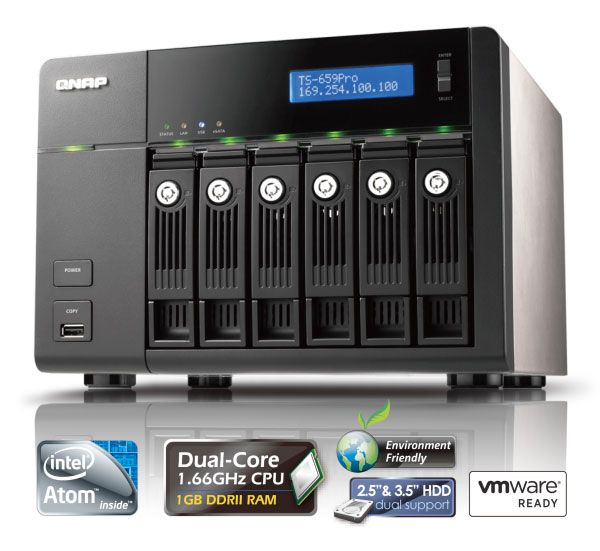 QNAP
TS-659Pro
169.254.100.100
ENTER
SELECT
STATUS LAN USB eSATA
POWER
COPY
intel
Atom
inside™
Dual-Core
1.66GHz CPU
1GB DDRII RAM
Environment
Friendly
2.5"& 3.5" HDD
dual support
vmware®
READY